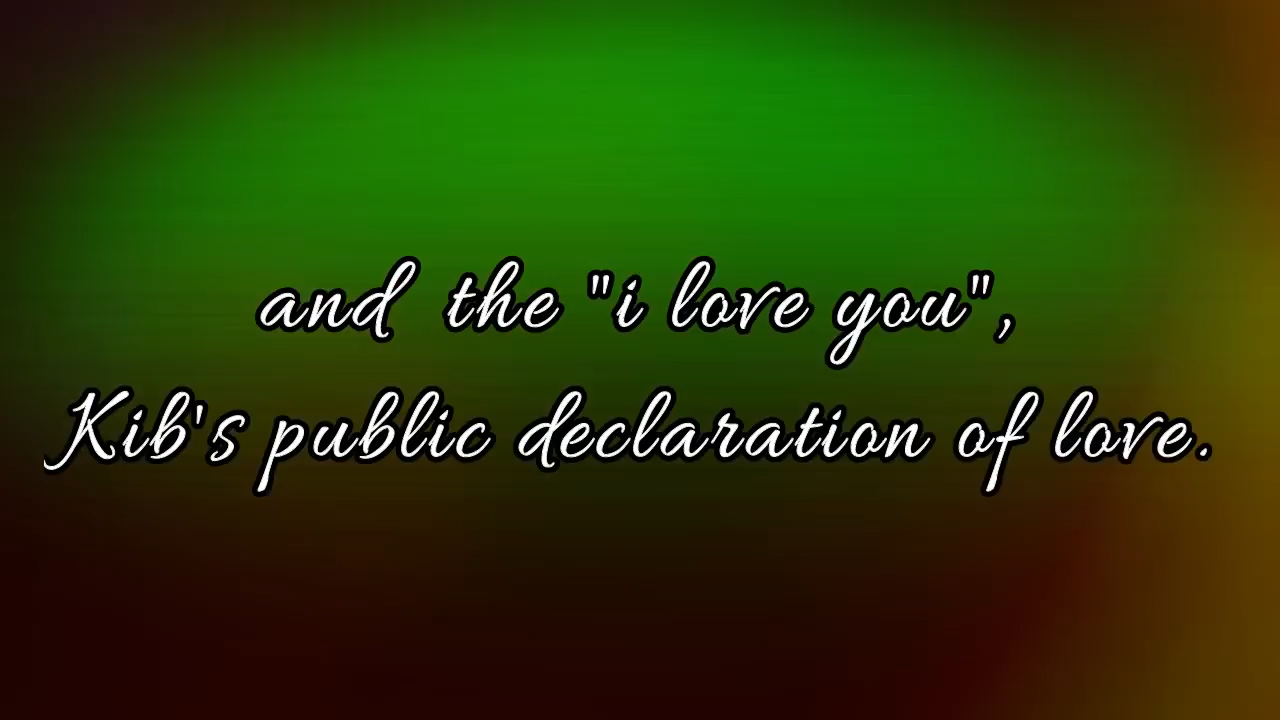 and  the "i love you",
Kib's public declaration of love.